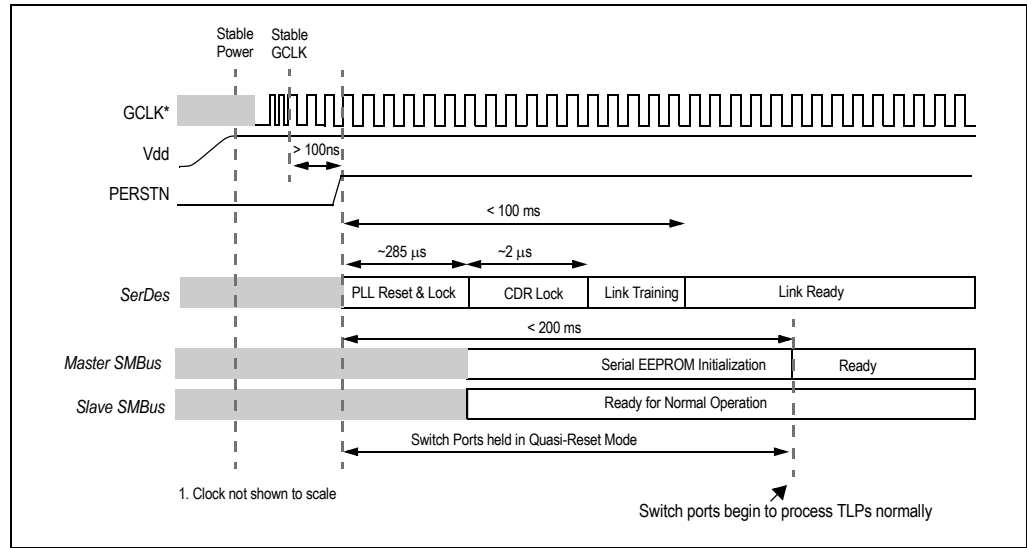 Stable Power
Stable GCLK
GCLK*
Vdd
> 100ns
PERSTN
< 100 ms
~285 µs
~2 µs
SerDes
PLL Reset & Lock
CDR Lock
Link Training
Link Ready
< 200 ms
Master SMBus
Serial EEPROM Initialization
Ready
Slave SMBus
Ready for Normal Operation
Switch Ports held in Quasi-Reset Mode
1. Clock not shown to scale
Switch ports begin to process TLPs normally